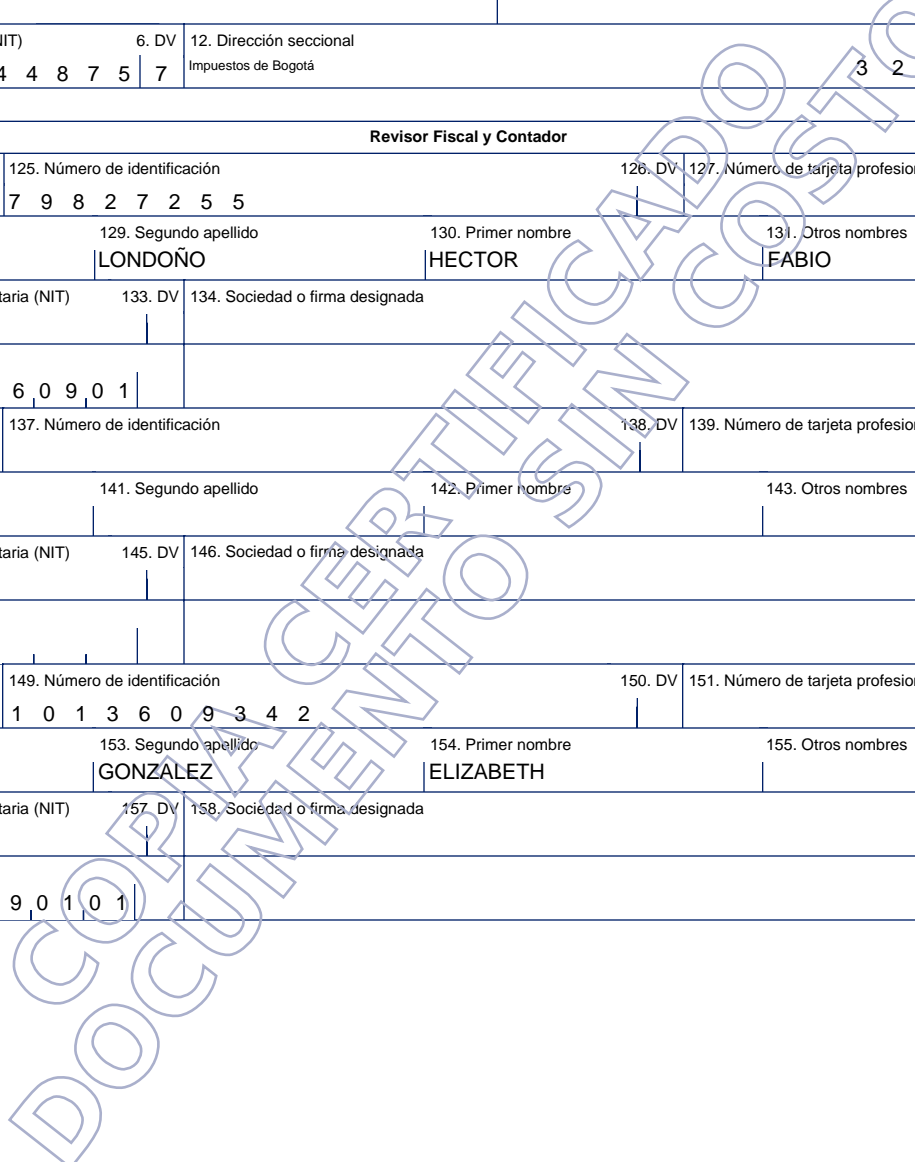 NIT) 6. DV 12. Dirección seccional
4 4 8 7 5 7 Impuestos de Bogotá 3 2
Revisor Fiscal y Contador
125. Número de identificación 126. DV 127. Número de tarjeta profesion
7 9 8 2 7 2 5 5
129. Segundo apellido 130. Primer nombre 131. Otros nombres
LONDOÑO HECTOR FABIO
taria (NIT) 133. DV 134. Sociedad o firma designada
6 0 9 0 1
137. Número de identificación 138. DV 139. Número de tarjeta profesion
141. Segundo apellido 142. Primer nombre 143. Otros nombres
taria (NIT) 145. DV 146. Sociedad o firma designada
149. Número de identificación 150. DV 151. Número de tarjeta profesion
1 0 1 3 6 0 9 3 4 2
153. Segundo apellido 154. Primer nombre 155. Otros nombres
GONZALEZ ELIZABETH
taria (NIT) 157. DV 158. Sociedad o firma designada
9 0 1 0 1
COPIA CERTIFICADO
DOCUMENTO SIN COSTO